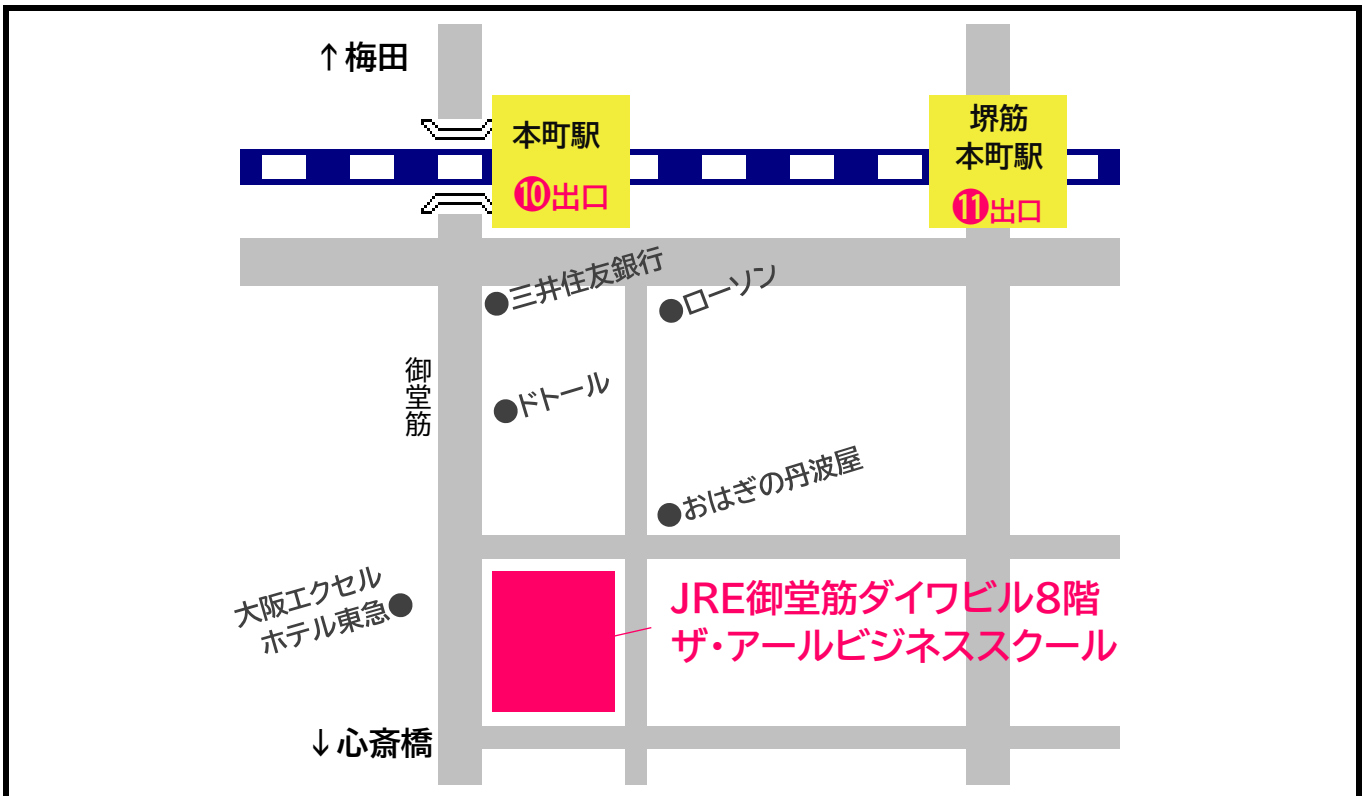 ↑梅田
本町駅
❿出口
堺筋
本町駅
⓫出口
●三井住友銀行
●ローソン
御堂筋
●ドトール
●おはぎの丹波屋
大阪エクセル
ホテル東急●
JRE御堂筋ダイワビル8階
ザ・アールビジネススクール
↓心斎橋